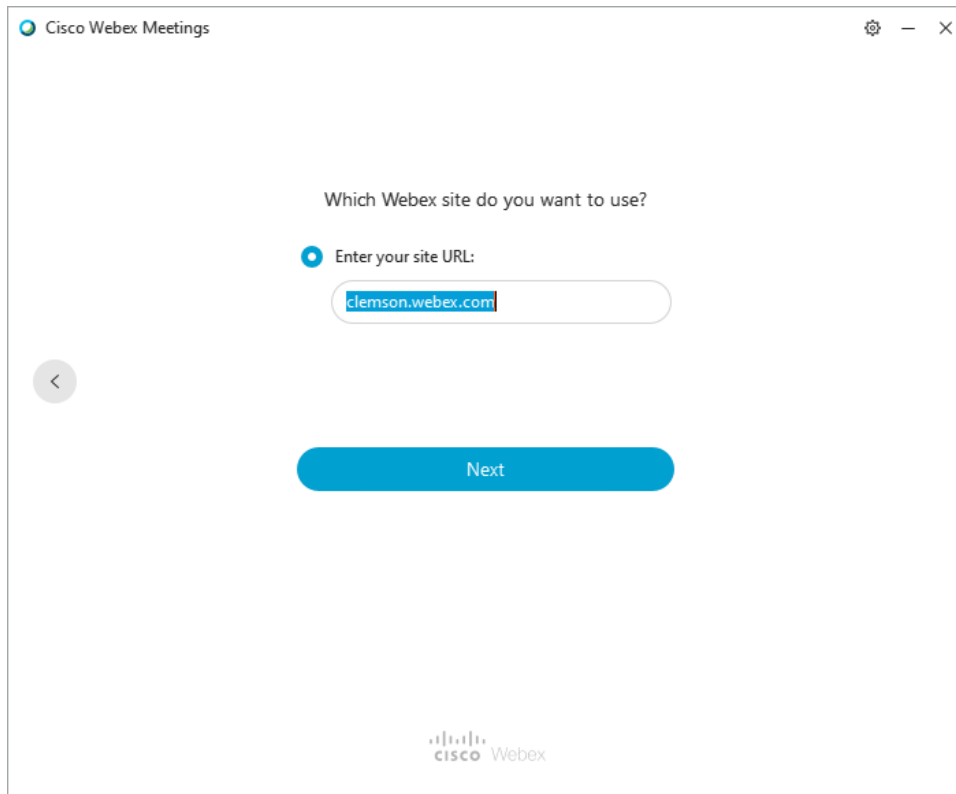 Cisco Webex Meetings
Which Webex site do you want to use?
Enter your site URL:
clemson.webex.com
Next
CISCO Webex